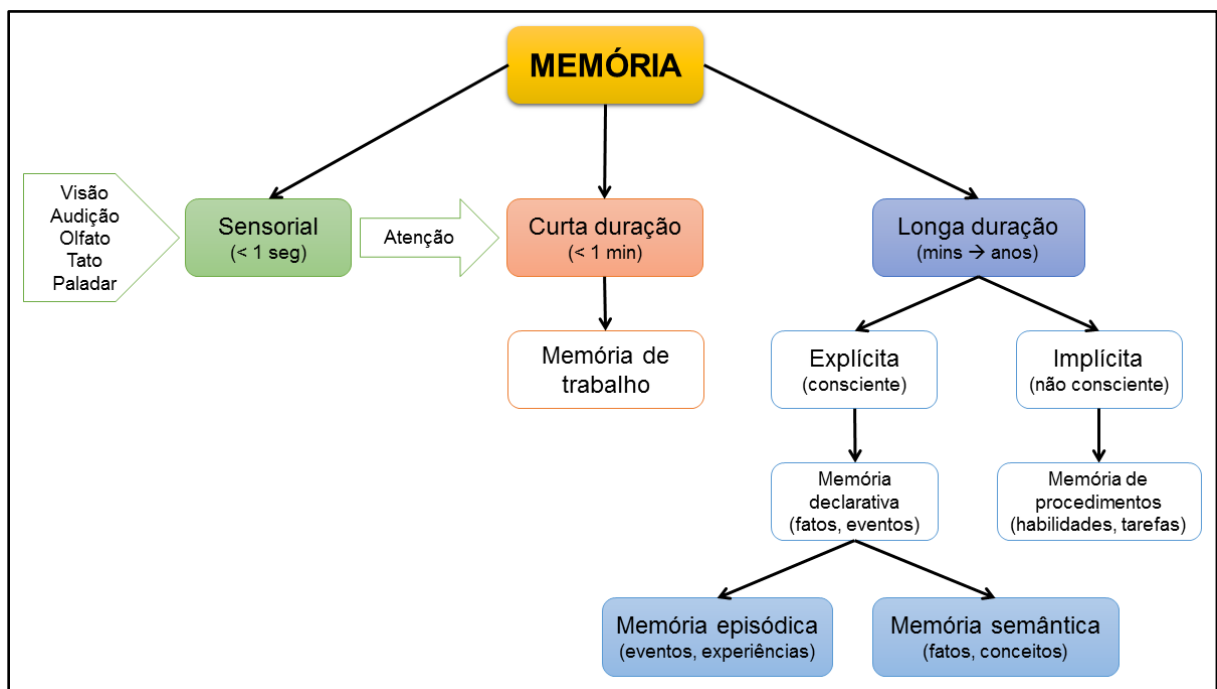 MEMÓRIA
Visão
Audição
Olfato
Tato
Paladar
Sensorial
(< 1 seg)
Atenção
Curta duração
(< 1 min)
Longa duração
(mins → anos)
Memória de
trabalho
Explícita
(consciente)
Implícita
(não consciente)
Memória
declarativa
(fatos, eventos)
Memória de
procedimentos
(habilidades, tarefas)
Memória episódica
(eventos, experiências)
Memória semântica
(fatos, conceitos)